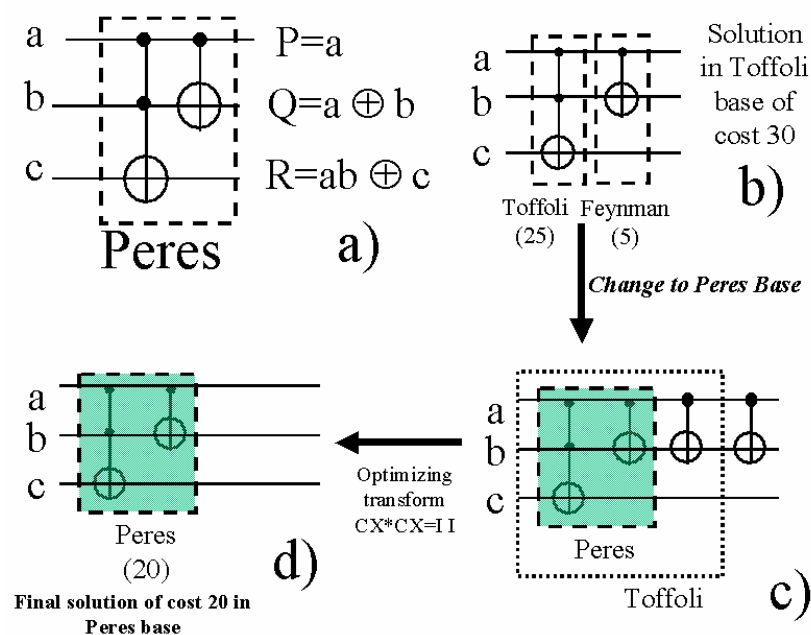 a
b
c
P=a
Q=a ⊕ b
R=ab ⊕ c
Peres
a)
a
b
c
Solution
in Toffoli
base of
cost 30
Toffoli Feynman
(25) (5)
b)
Change to Peres Base
a
b
c
Peres
Toffoli
c)
Optimizing
transform
CX*CX=I I
a
b
c
Peres
(20)
d)
Final solution of cost 20 in
Peres base